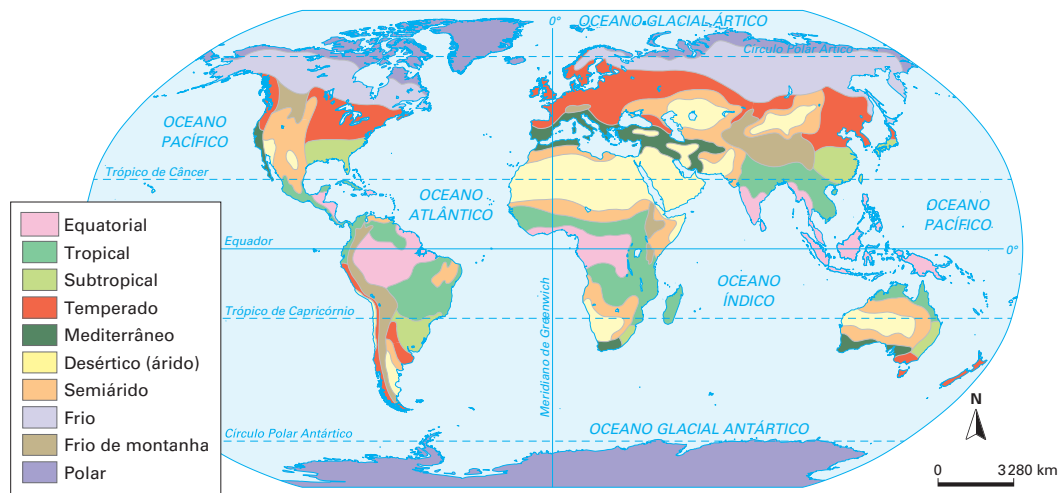 OCEANO GLACIAL ÁRTICO
0°
Círculo Polar Ártico
OCEANO
PACÍFICO
Trópico de Câncer
OCEANO
ATLÂNTICO
OCEANO
PACÍFICO
Equador
0°
OCEANO
ÍNDICO
Meridiano de Greenwich
Trópico de Capricórnio
Círculo Polar Antártico
OCEANO GLACIAL ANTÁRTICO
Equatorial
Tropical
Subtropical
Temperado
Mediterrâneo
Desértico (árido)
Semiárido
Frio
Frio de montanha
Polar
N
0 3 280 km